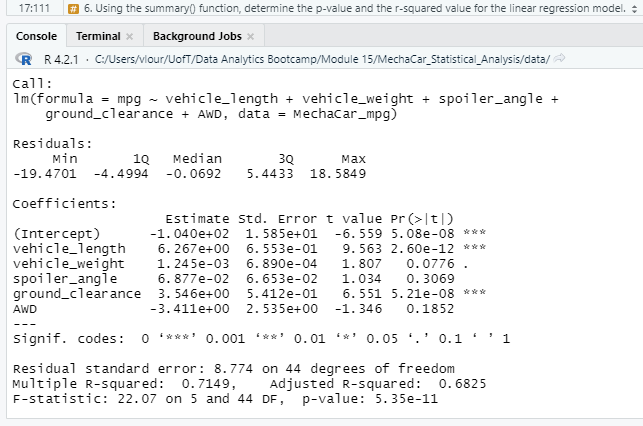 17:111 # 6. Using the summary() function, determine the p-value and the r-squared value for the linear regression model.
Console Terminal × Background Jobs ×
R R 4.2.1 · C:/Users/vlour/UofT/Data Analytics Bootcamp/Module 15/MechaCar_Statistical_Analysis/data/
Call:
lm(formula = mpg ~ vehicle_length + vehicle_weight + spoiler_angle +
ground_clearance + AWD, data = MechaCar_mpg)
Residuals:
Min 1Q Median 3Q Max
-19.4701 -4.4994 -0.0692 5.4433 18.5849
Coefficients:
Estimate Std. Error t value Pr(>|t|)
(Intercept) -1.040e+02 1.585e+01 -6.559 5.08e-08 ***
vehicle_length 6.267e+00 6.553e-01 9.563 2.60e-12 ***
vehicle_weight 1.245e-03 6.890e-04 1.807 0.0776 .
spoiler_angle 6.877e-02 6.653e-02 1.034 0.3069
ground_clearance 3.546e+00 5.412e-01 6.551 5.21e-08 ***
AWD -3.411e+00 2.535e+00 -1.346 0.1852
---
Signif. codes: 0 ‘***’ 0.001 ‘**’ 0.01 ‘*’ 0.05 ‘.’ 0.1 ‘ ’ 1
Residual standard error: 8.774 on 44 degrees of freedom
Multiple R-squared: 0.7149, Adjusted R-squared: 0.6825
F-statistic: 22.07 on 5 and 44 DF, p-value: 5.35e-11